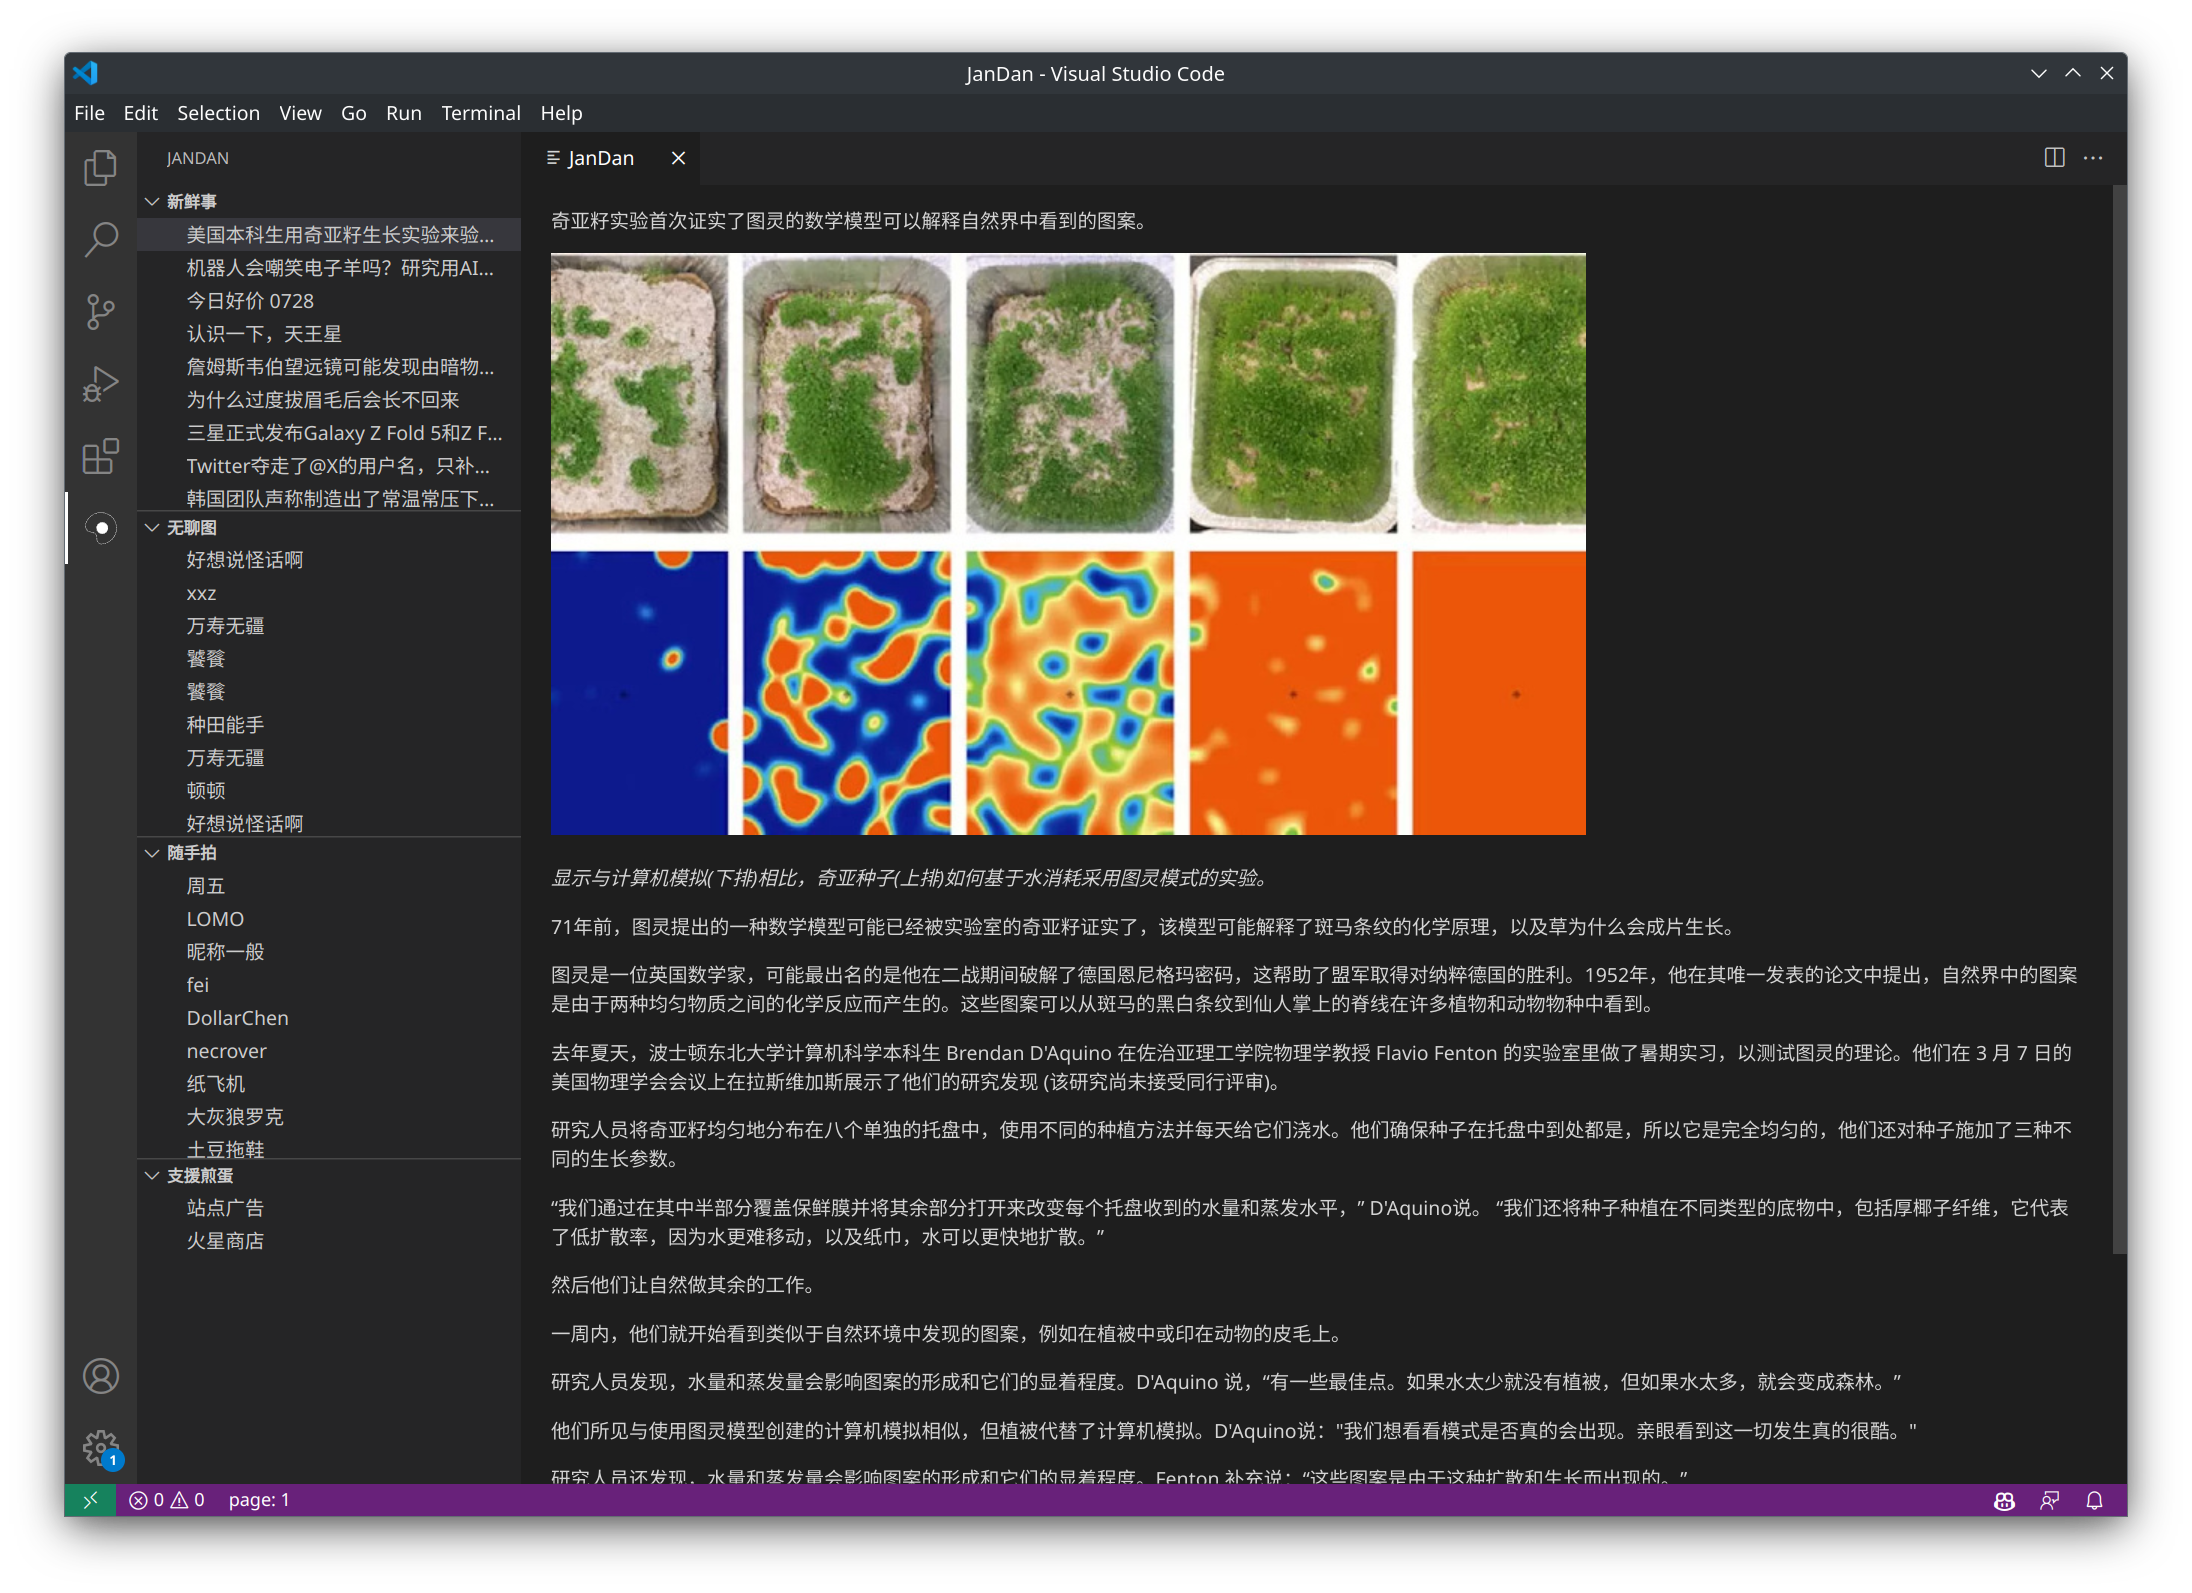 JanDan - Visual Studio Code
File Edit Selection View Go Run Terminal Help
JANDAN
新鲜事
美国本科生用奇亚籽生长实验来验...
机器人会嘲笑电子羊吗？研究用AI...
今日好价 0728
认识一下，天王星
詹姆斯韦伯望远镜可能发现由暗物...
为什么过度拔眉毛后会长不回来
三星正式发布Galaxy Z Fold 5和Z F...
Twitter夺走了@X的用户名，只补...
韩国团队声称制造出了常温常压下...
无聊图
好想说怪话啊
xxz
万寿无疆
饕餮
饕餮
种田能手
万寿无疆
顿顿
好想说怪话啊
随手拍
周五
LOMO
昵称一般
fei
DollarChen
necrover
纸飞机
大灰狼罗克
土豆拖鞋
支援煎蛋
站点广告
火星商店
JanDan
奇亚籽实验首次证实了图灵的数学模型可以解释自然界中看到的图案。
显示与计算机模拟(下排)相比，奇亚种子(上排)如何基于水消耗采用图灵模式的实验。
71年前，图灵提出的一种数学模型可能已经被实验室的奇亚籽证实了，该模型可能解释了斑马条纹的化学原理，以及草为什么会成片生长。
图灵是一位英国数学家，可能最出名的是他在二战期间破解了德国恩尼格玛密码，这帮助了盟军取得对纳粹德国的胜利。1952年，他在其唯一发表的论文中提出，自然界中的图案
是由于两种均匀物质之间的化学反应而产生的。这些图案可以从斑马的黑白条纹到仙人掌上的脊线在许多植物和动物物种中看到。
去年夏天，波士顿东北大学计算机科学本科生 Brendan D'Aquino 在佐治亚理工学院物理学教授 Flavio Fenton 的实验室里做了暑期实习，以测试图灵的理论。他们在 3 月 7 日的
美国物理学会会议上在拉斯维加斯展示了他们的研究发现 (该研究尚未接受同行评审)。
研究人员将奇亚籽均匀地分布在八个单独的托盘中，使用不同的种植方法并每天给它们浇水。他们确保种子在托盘中到处都是，所以它是完全均匀的，他们还对种子施加了三种不
同的生长参数。
“我们通过在其中半部分覆盖保鲜膜并将其余部分打开来改变每个托盘收到的水量和蒸发水平，” D'Aquino说。 “我们还将种子种植在不同类型的底物中，包括厚椰子纤维，它代表
了低扩散率，因为水更难移动，以及纸巾，水可以更快地扩散。”
然后他们让自然做其余的工作。
一周内，他们就开始看到类似于自然环境中发现的图案，例如在植被中或印在动物的皮毛上。
研究人员发现，水量和蒸发量会影响图案的形成和它们的显着程度。D'Aquino 说，“有一些最佳点。如果水太少就没有植被，但如果水太多，就会变成森林。”
他们所见与使用图灵模型创建的计算机模拟相似，但植被代替了计算机模拟。D'Aquino说："我们想看看模式是否真的会出现。亲眼看到这一切发生真的很酷。"
研究人员还发现，水量和蒸发量会影响图案的形成和它们的显着程度。Fenton 补充说：“这些图案是由于这种扩散和生长而出现的。”
1
0 0 page: 1